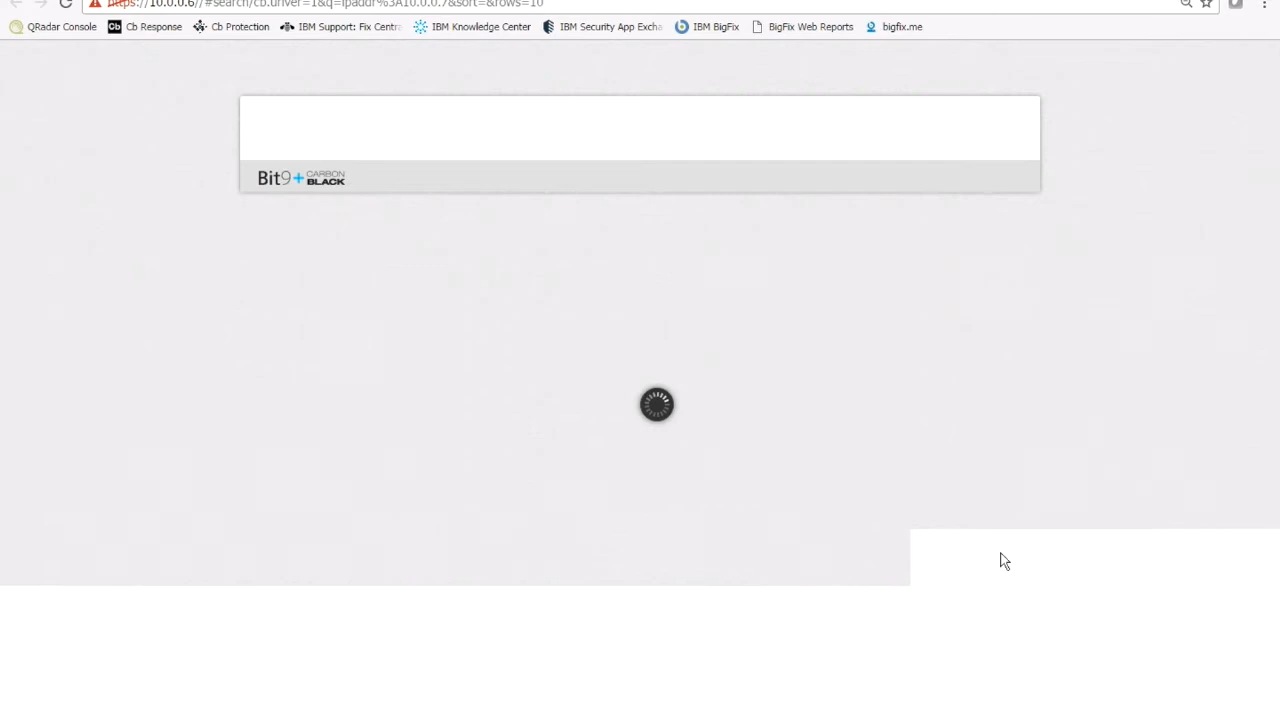 https://10.0.0.6//#search/cb.urlver=1&q=ipaddr%3A10.0.0.7&sort=&rows=10
QRadar Console Cb Cb Response Cb Protection IBM Support: Fix Centr IBM Knowledge Center IBM Security App Excha IBM BigFix BigFix Web Reports bigfix.me
Bit9+ CARBON
BLACK